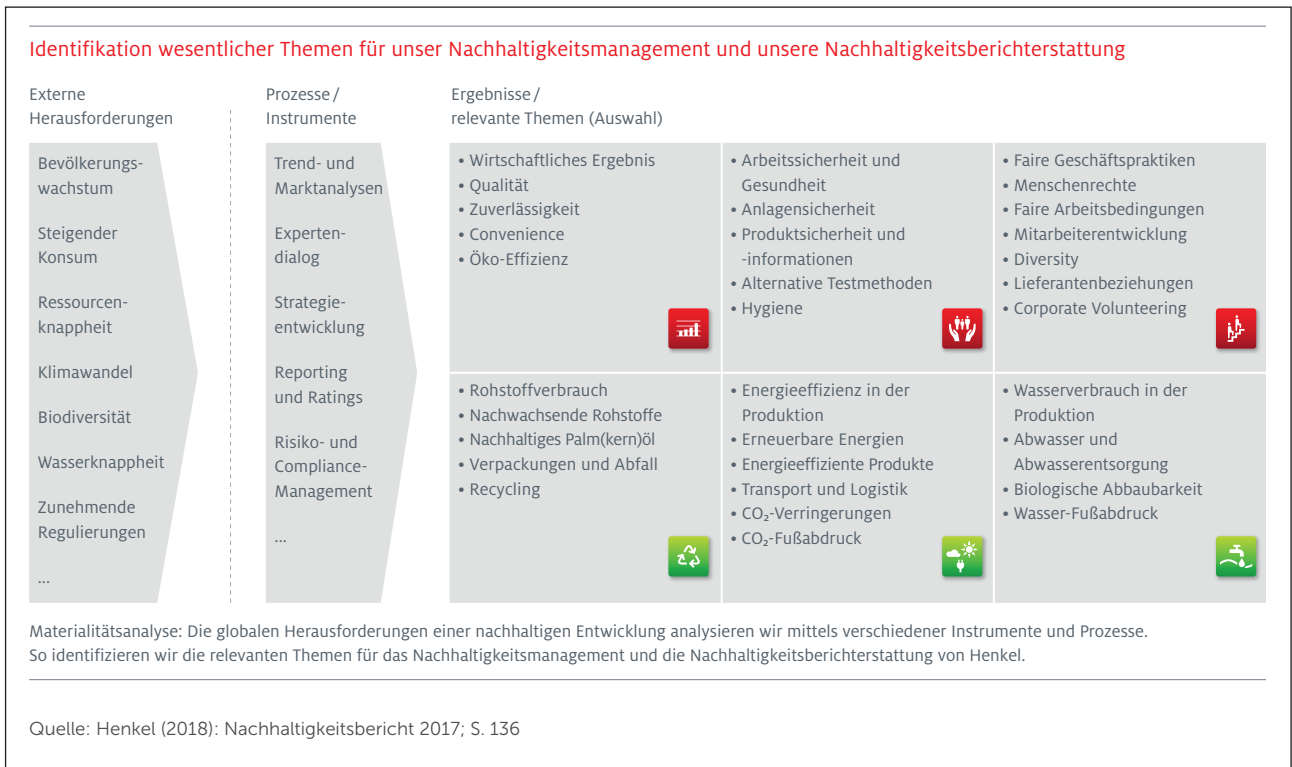 Identifikation wesentlicher Themen für unser Nachhaltigkeitsmanagement und unsere Nachhaltigkeitsberichterstattung
Externe
Herausforderungen
Prozesse /
Instrumente
Ergebnisse /
relevante Themen (Auswahl)
Bevölkerungs-
wachstum
Steigender
Konsum
Ressourcen-
knappheit
Klimawandel
Biodiversität
Wasserknappheit
Zunehmende
Regulierungen
...
Trend- und
Marktanalysen
Experten-
dialog
Strategie-
entwicklung
Reporting
und Ratings
Risiko- und
Compliance-
Management
...
• Wirtschaftliches Ergebnis
• Qualität
• Zuverlässigkeit
• Convenience
• Öko-Effizienz
• Arbeitssicherheit und
Gesundheit
• Anlagensicherheit
• Produktsicherheit und
-informationen
• Alternative Testmethoden
• Hygiene
• Faire Geschäftspraktiken
• Menschenrechte
• Faire Arbeitsbedingungen
• Mitarbeiterentwicklung
• Diversity
• Lieferantenbeziehungen
• Corporate Volunteering
• Rohstoffverbrauch
• Nachwachsende Rohstoffe
• Nachhaltiges Palm(kern)öl
• Verpackungen und Abfall
• Recycling
• Energieeffizienz in der
Produktion
• Erneuerbare Energien
• Energieeffiziente Produkte
• Transport und Logistik
• CO₂-Verringerungen
• CO₂-Fußabdruck
• Wasserverbrauch in der
Produktion
• Abwasser und
Abwasserentsorgung
• Biologische Abbaubarkeit
• Wasser-Fußabdruck
Materialitätsanalyse: Die globalen Herausforderungen einer nachhaltigen Entwicklung analysieren wir mittels verschiedener Instrumente und Prozesse.
So identifizieren wir die relevanten Themen für das Nachhaltigkeitsmanagement und die Nachhaltigkeitsberichterstattung von Henkel.
Quelle: Henkel (2018): Nachhaltigkeitsbericht 2017; S. 136